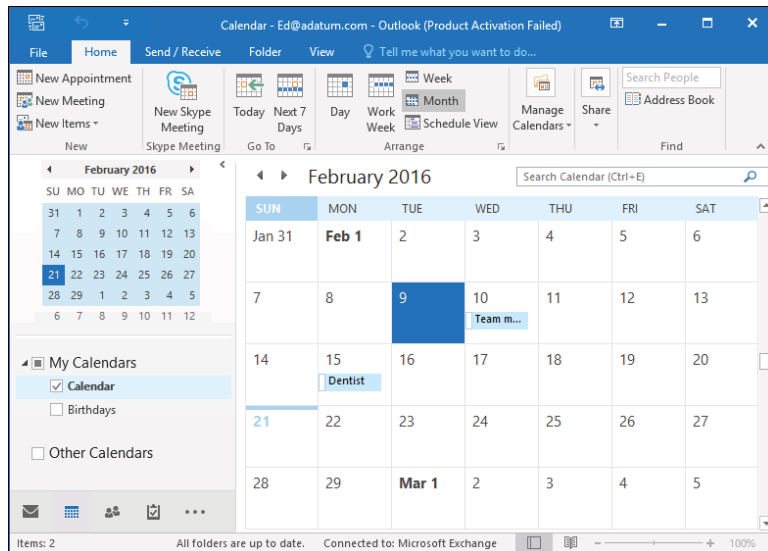 Calendar - Ed@adatum.com - Outlook (Product Activation Failed)
File Home Send / Receive Folder View Tell me what you want to do...
New Appointment
New Meeting
New Items
New
New Skype
Meeting
Skype Meeting
Today Next 7
Days
Go To
Day Work
Week
Week
Month
Schedule View
Arrange
Manage
Calendars
Share
Search People
Address Book
Find
February 2016
SU MO TU WE TH FR SA
31 1 2 3 4 5 6
7 8 9 10 11 12 13
14 15 16 17 18 19 20
21 22 23 24 25 26 27
28 29 1 2 3 4 5
6 7 8 9 10 11 12
My Calendars
Calendar
Birthdays
Other Calendars
February 2016
Search Calendar (Ctrl+E)
SUN MON TUE WED THU FRI SAT
Jan 31 Feb 1 2 3 4 5 6
7 8 9 10 11 12 13
Team m...
14 15 16 17 18 19 20
Dentist
21 22 23 24 25 26 27
28 29 Mar 1 2 3 4 5
Items: 2 All folders are up to date. Connected to: Microsoft Exchange 100%